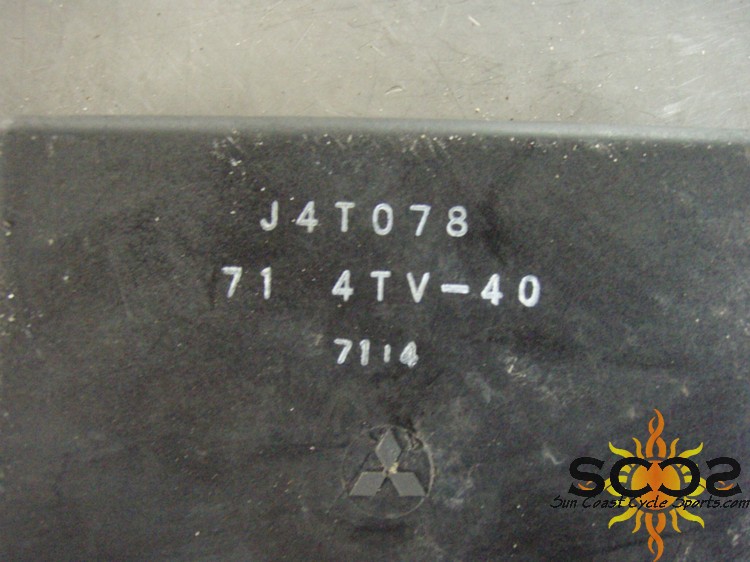 J4T078
71 4TV-40
7114
SCCS
Sun Coast Cycle Sports.com